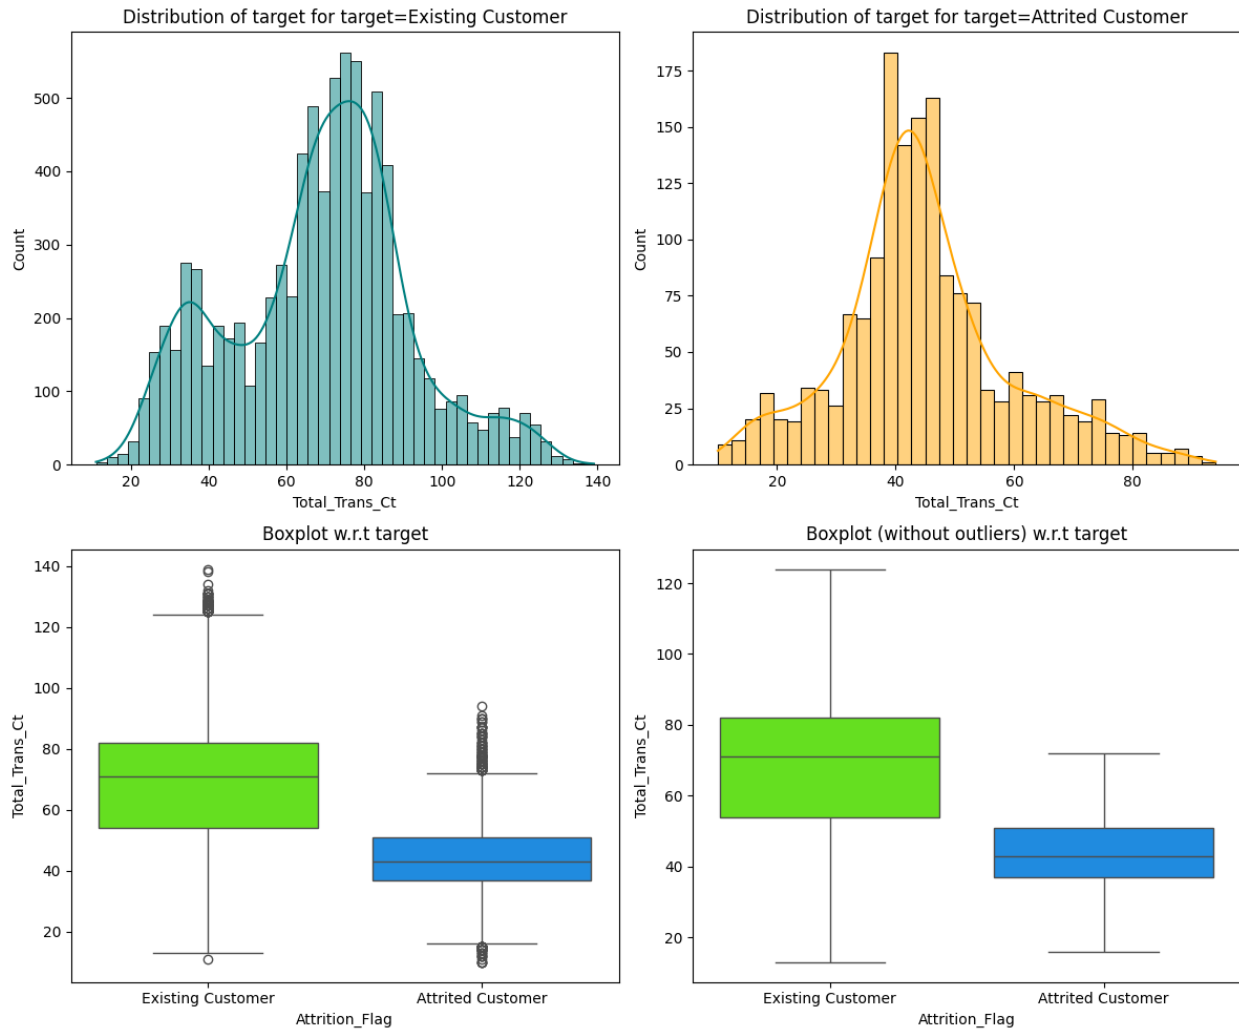 Distribution of target for target=Existing Customer
500
400
300
200
100
0
Count
20 40 60 80 100 120 140
Total_Trans_Ct
Distribution of target for target=Attrited Customer
175
150
125
100
75
50
25
0
Count
20 40 60 80
Total_Trans_Ct
Boxplot w.r.t target
140
120
100
80
60
40
20
Total_Trans_Ct
Existing Customer Attrited Customer
Attrition_Flag
Boxplot (without outliers) w.r.t target
120
100
80
60
40
20
Total_Trans_Ct
Existing Customer Attrited Customer
Attrition_Flag